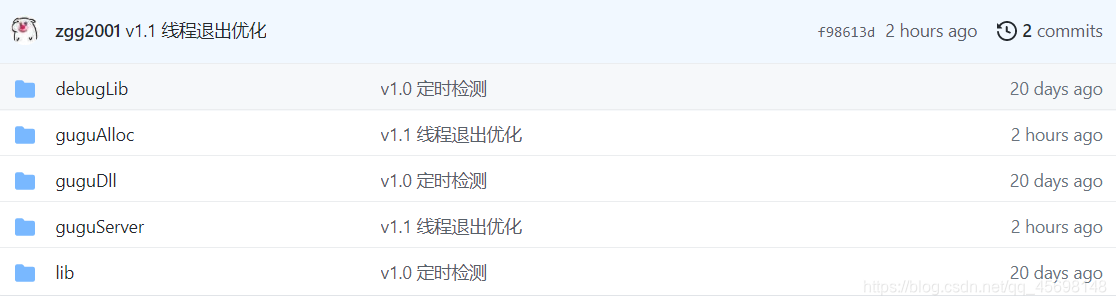 zgg2001 v1.1 线程退出优化 f98613d 2 hours ago 2 commits
debugLib v1.0 定时检测 20 days ago
guguAlloc v1.1 线程退出优化 2 hours ago
guguDll v1.0 定时检测 20 days ago
guguServer v1.1 线程退出优化 2 hours ago
lib v1.0 定时检测 20 days ago
https://blog.csdn.net/qq_45698148